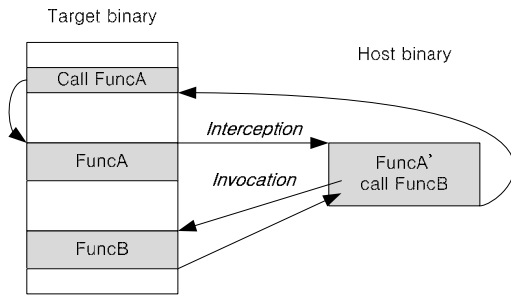 Target binary
Host binary
Call FuncA
Interception
FuncA
FuncA'
call FuncB
Invocation
FuncB